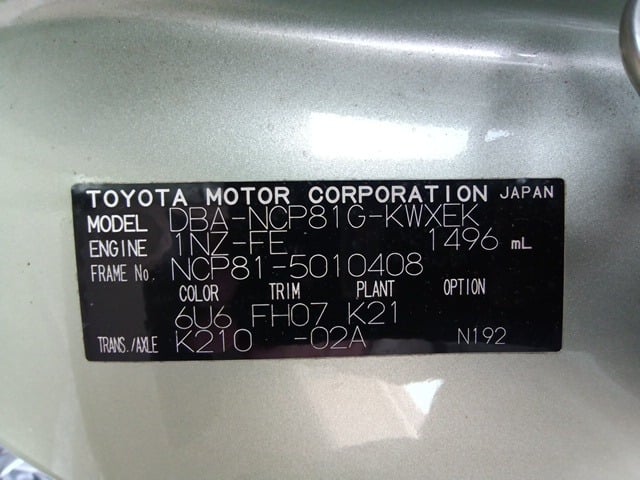 TOYOTA MOTOR CORPORATION JAPAN
MODEL DBA-NCP81G-KWXEK
ENGINE 1NZ-FE 1496 mL
FRAME No. NCP81-5010408
COLOR TRIM PLANT OPTION
6U6 FH07 K21
TRANS./AXLE K210 -02A N192